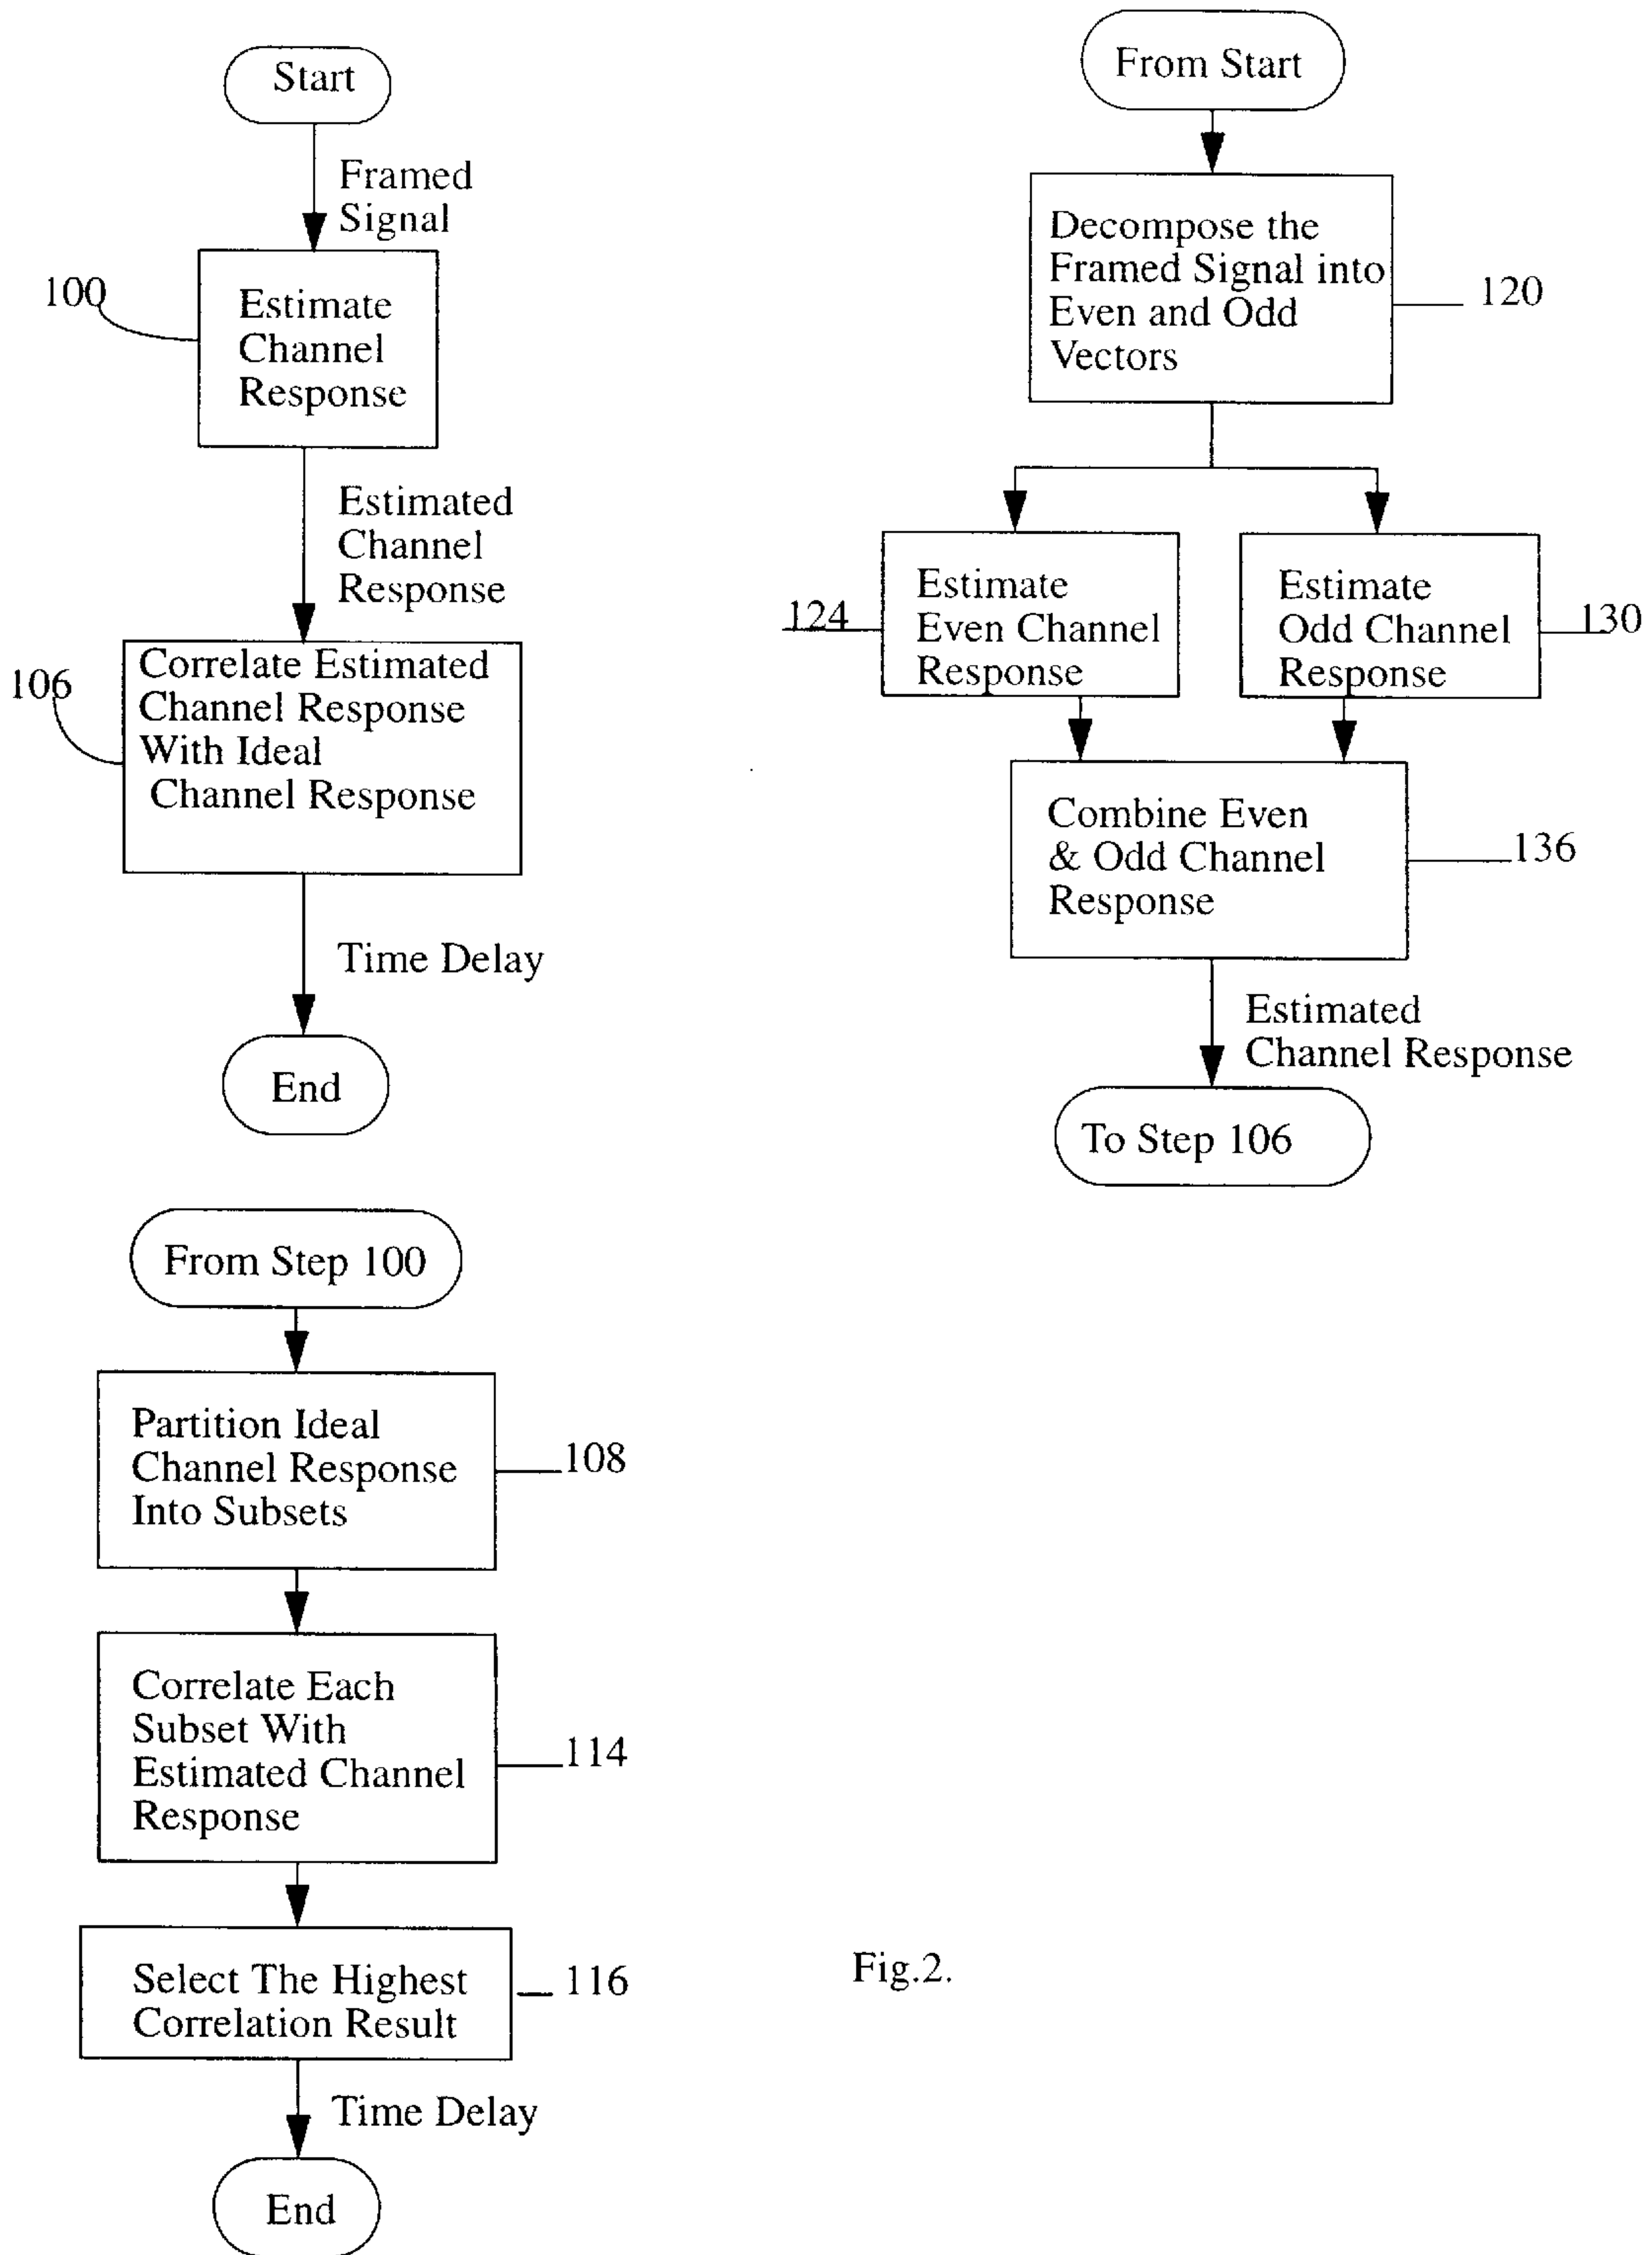 Start
Framed
Signal
100
Estimate
Channel
Response
Estimated
Channel
Response
106
Correlate Estimated
Channel Response
With Ideal
Channel Response
Time Delay
End
From Start
Decompose the
Framed Signal into
Even and Odd
Vectors
120
124
Estimate
Even Channel
Response
Estimate
Odd Channel
Response
130
Combine Even
& Odd Channel
Response
136
Estimated
Channel Response
To Step 106
From Step 100
Partition Ideal
Channel Response
Into Subsets
108
Correlate Each
Subset With
Estimated Channel
Response
114
Select The Highest
Correlation Result
116
Time Delay
End
Fig.2.